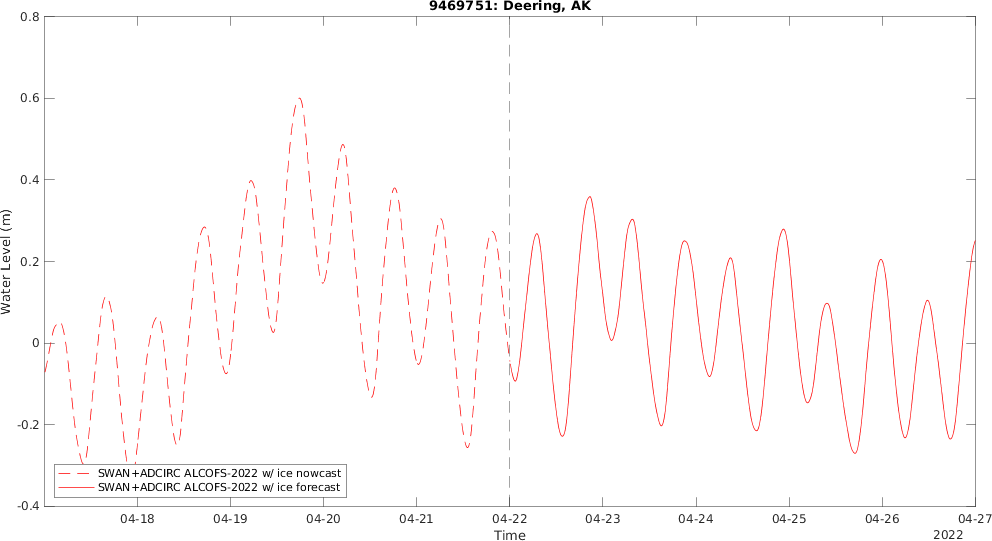 9469751: Deering, AK
0.8
0.6
0.4
0.2
0
-0.2
-0.4
Water Level (m)
SWAN+ADCIRC ALCOFS-2022 w/ ice nowcast
SWAN+ADCIRC ALCOFS-2022 w/ ice forecast
04-18 04-19 04-20 04-21 04-22 04-23 04-24 04-25 04-26 04-27
Time
2022